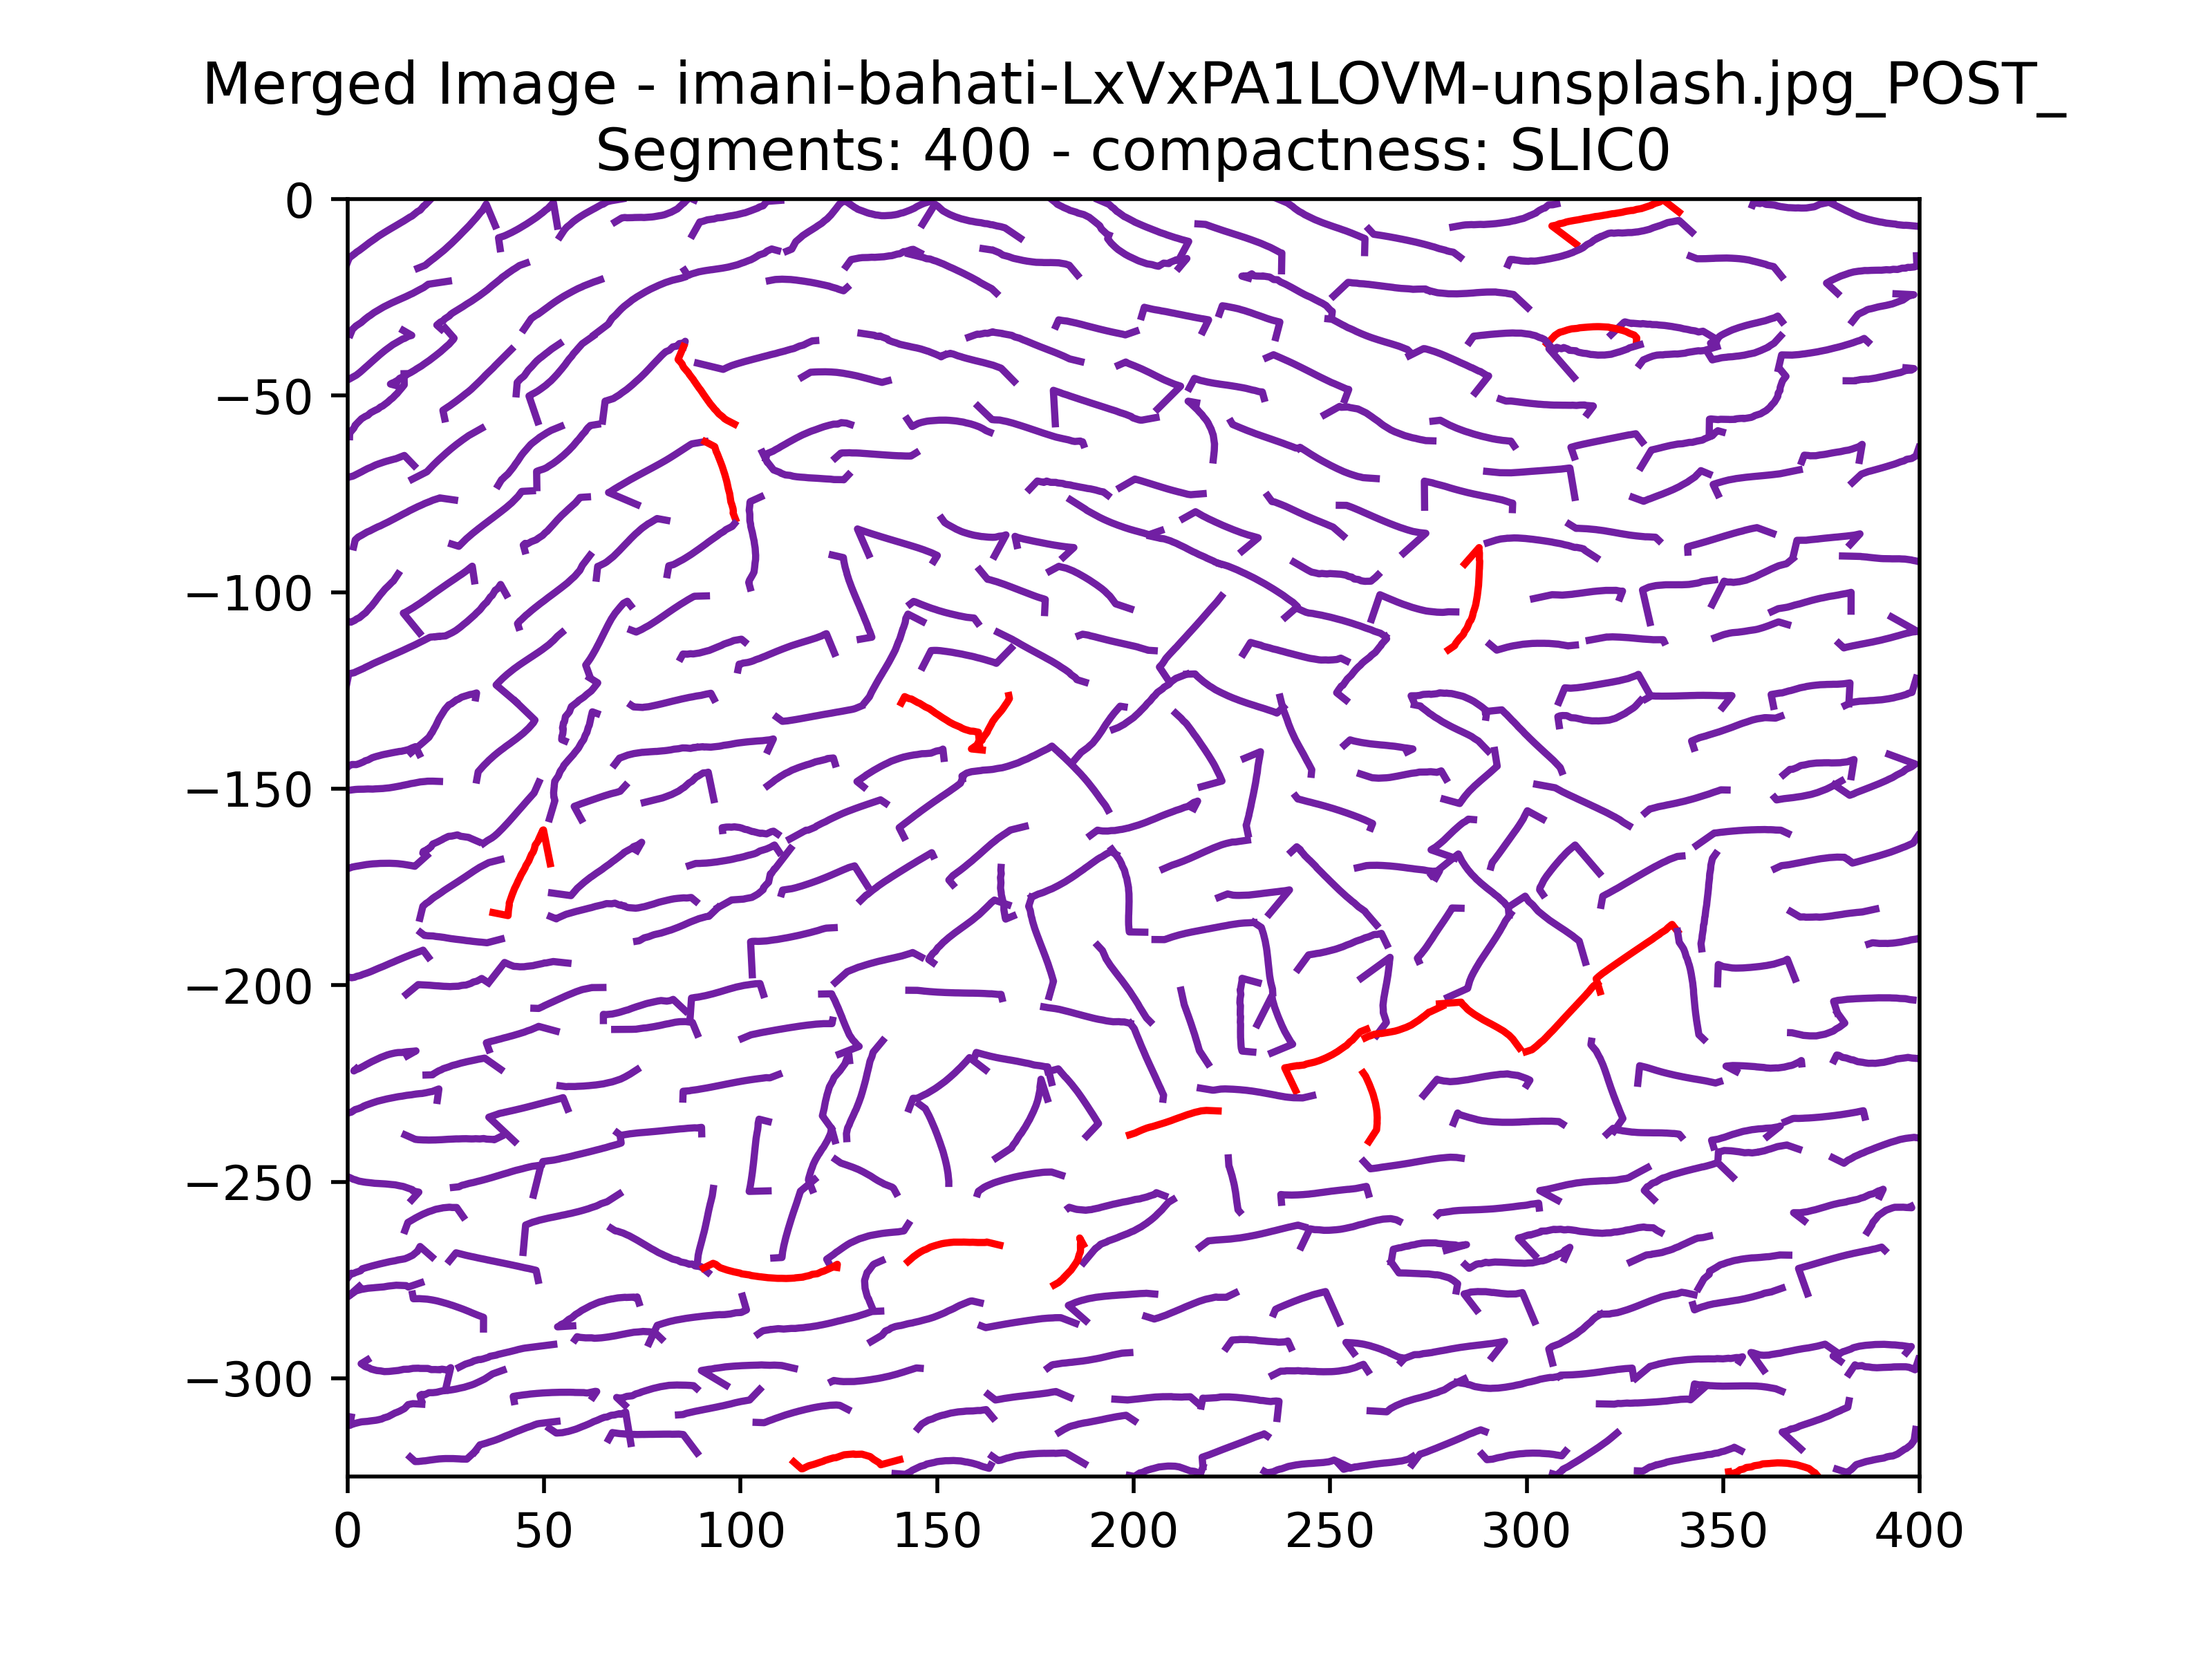 Merged Image - imani-bahati-LxVxPA1LOVM-unsplash.jpg_POST_
Segments: 400 - compactness: SLIC0
0
−50
−100
−150
−200
−250
−300
0 50 100 150 200 250 300 350 400